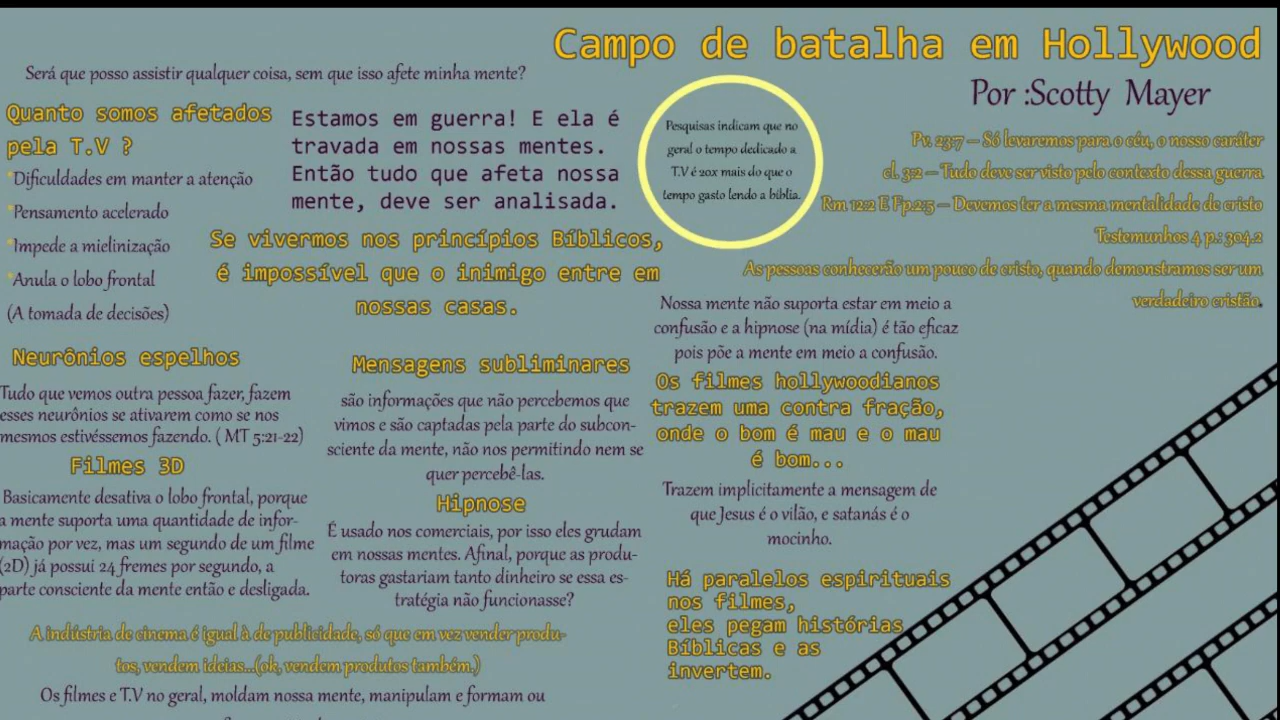 Campo de batalha em Hollywood
Por :Scotty Mayer
Será que posso assistir qualquer coisa, sem que isso afete minha mente?
Quanto somos afetados
pela T.V ?
*Dificuldades em manter a atenção
*Pensamento acelerado
*Impede a mielinização
*Anula o lobo frontal
(A tomada de decisões)
Estamos em guerra! E ela é
travada em nossas mentes.
Então tudo que afeta nossa
mente, deve ser analisada.
Pesquisas indicam que no
geral o tempo dedicado a
T.V é 20x mais do que o
tempo gasto lendo a bíblia.
Pv. 23:7 – Só levaremos para o céu, o nosso caráter
cl. 3:2 – Tudo deve ser visto pelo contexto dessa guerra
Rm 12:2 E Fp.2:5 – Devemos ter a mesma mentalidade de cristo
Testemunhos 4 p.: 304.2
As pessoas conhecerão um pouco de cristo, quando demonstramos ser um
verdadeiro cristão.
Se vivermos nos princípios Bíblicos,
é impossível que o inimigo entre em
nossas casas.
Neurônios espelhos
Tudo que vemos outra pessoa fazer, fazem
esses neurônios se ativarem como se nos
mesmos estivéssemos fazendo. ( MT 5:21-22)
Filmes 3D
Basicamente desativa o lobo frontal, porque
a mente suporta uma quantidade de infor-
mação por vez, mas um segundo de um filme
(2D) já possui 24 fremes por segundo, a
parte consciente da mente então e desligada.
Mensagens subliminares
são informações que não percebemos que
vimos e são captadas pela parte do subcon-
sciente da mente, não nos permitindo nem se
quer percebê-las.
Hipnose
É usado nos comerciais, por isso eles grudam
em nossas mentes. Afinal, porque as produ-
toras gastariam tanto dinheiro se essa es-
tratégia não funcionasse?
Nossa mente não suporta estar em meio a
confusão e a hipnose (na mídia) é tão eficaz
pois põe a mente em meio a confusão.
Os filmes hollywoodianos
trazem uma contra fração,
onde o bom é mau e o mau
é bom...
Trazem implicitamente a mensagem de
que Jesus é o vilão, e satanás é o
mocinho.
Há paralelos espirituais
nos filmes,
eles pegam histórias
Bíblicas e as
invertem.
A indústria de cinema é igual à de publicidade, só que em vez vender produ-
tos, vendem ideias...(ok, vendem produtos também,)
Os filmes e T.V no geral, moldam nossa mente, manipulam e formam ou